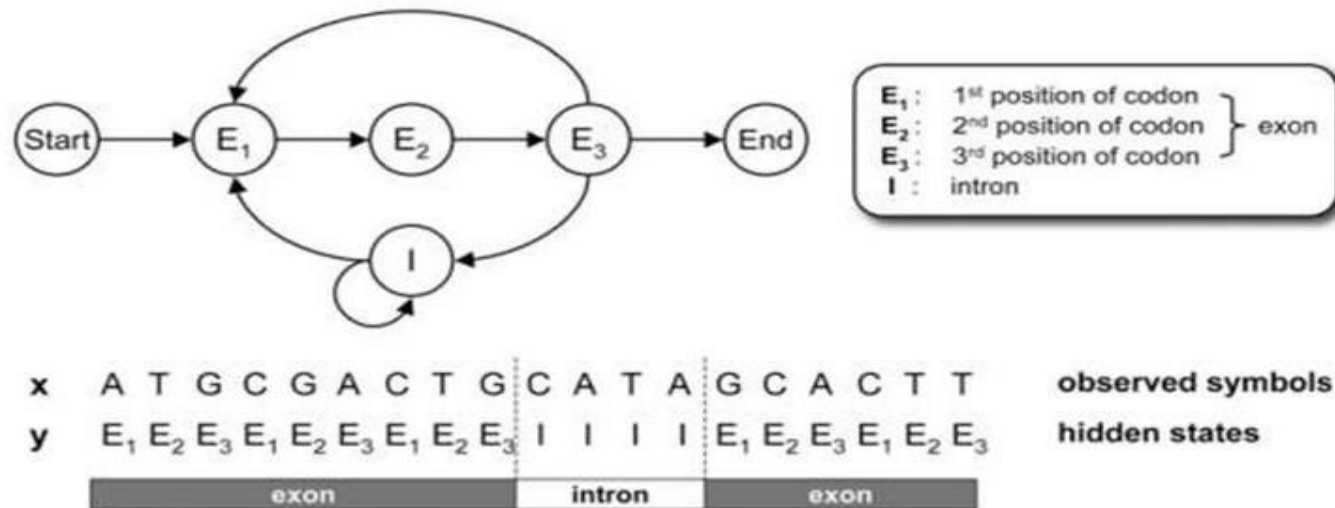 Start E₁ E₂ E₃ End
I
E₁ : 1st position of codon
E₂ : 2nd position of codon
E₃ : 3rd position of codon
exon
I : intron
x A T G C G A C T G C A T A G C A C T T observed symbols
y E₁ E₂ E₃ E₁ E₂ E₃ E₁ E₂ E₃ I I I I E₁ E₂ E₃ E₁ E₂ E₃ hidden states
exon intron exon